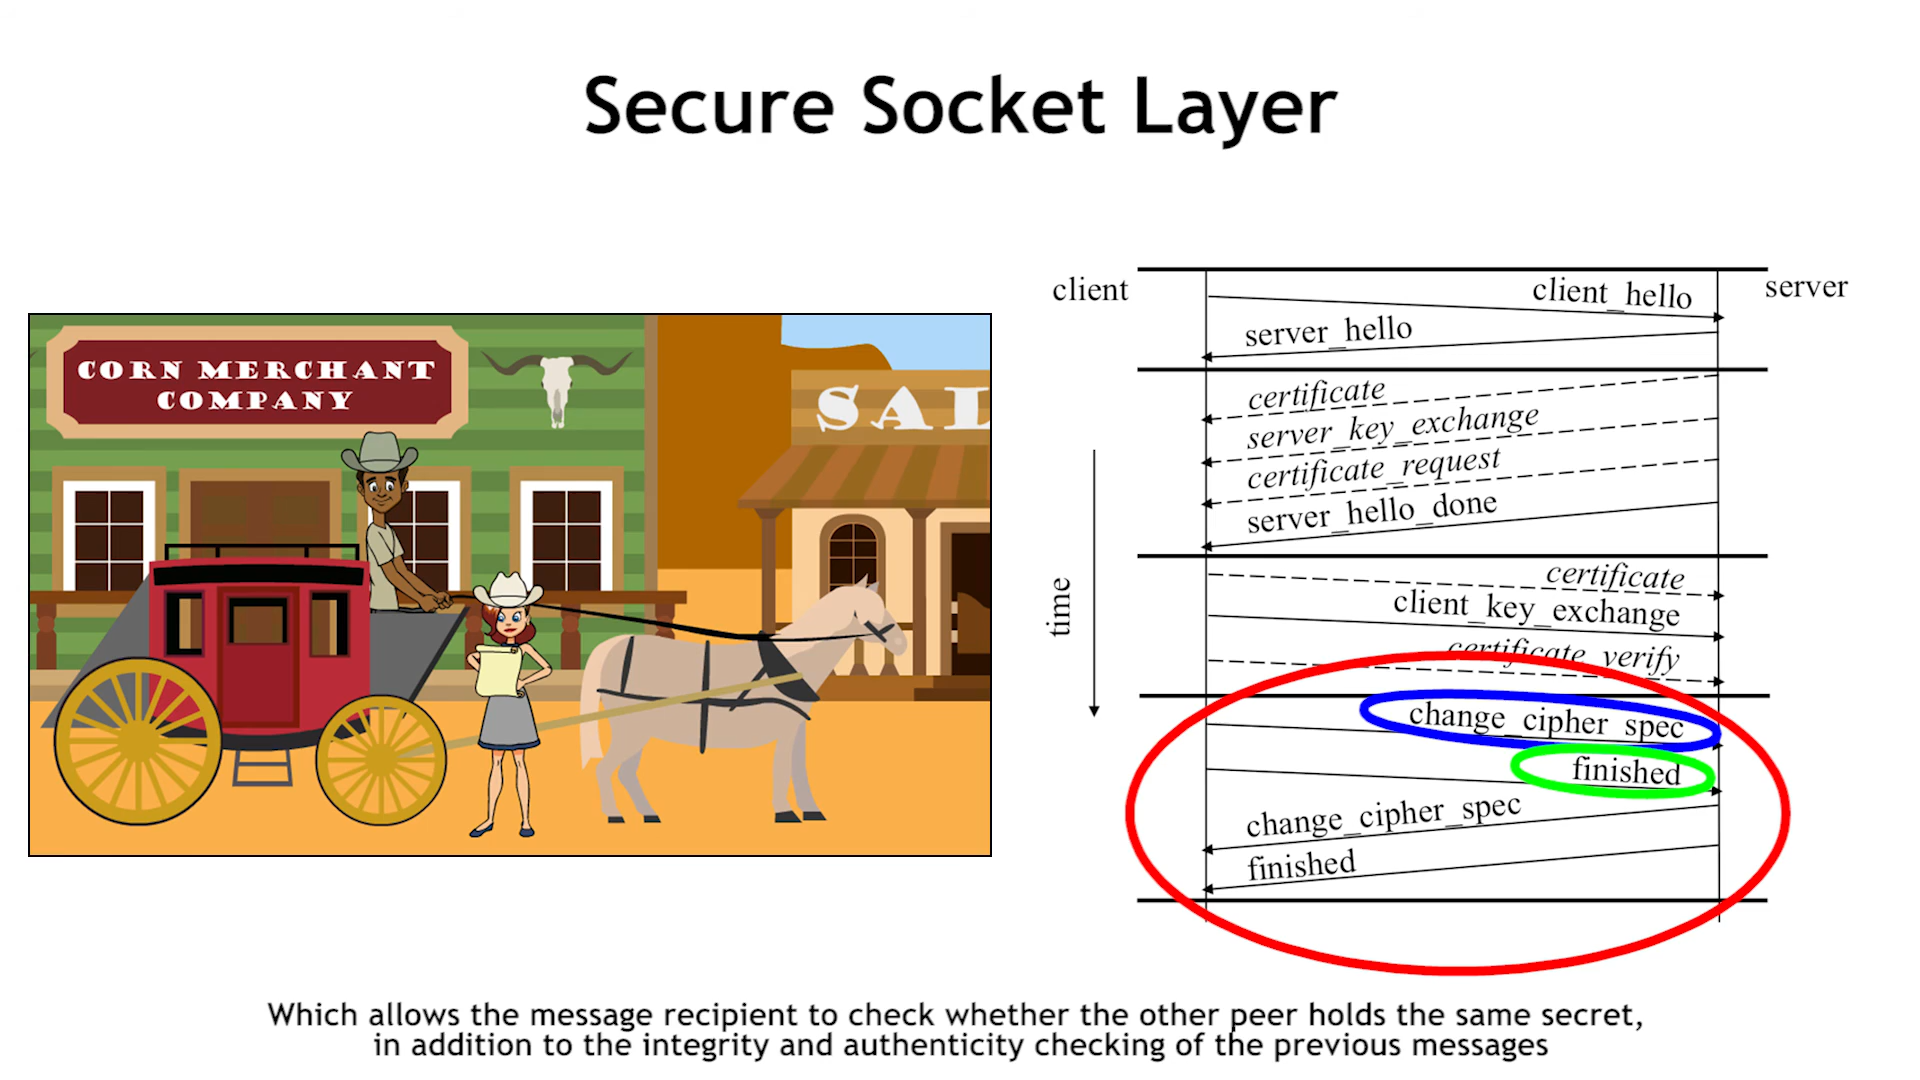 Secure Socket Layer
CORN MERCHANT
COMPANY
SAL
client
server
client_hello
server_hello
certificate
server_key_exchange
certificate_request
server_hello_done
time
certificate
client_key_exchange
certificate_verify
change_cipher_spec
finished
change_cipher_spec
finished
Which allows the message recipient to check whether the other peer holds the same secret,
in addition to the integrity and authenticity checking of the previous messages